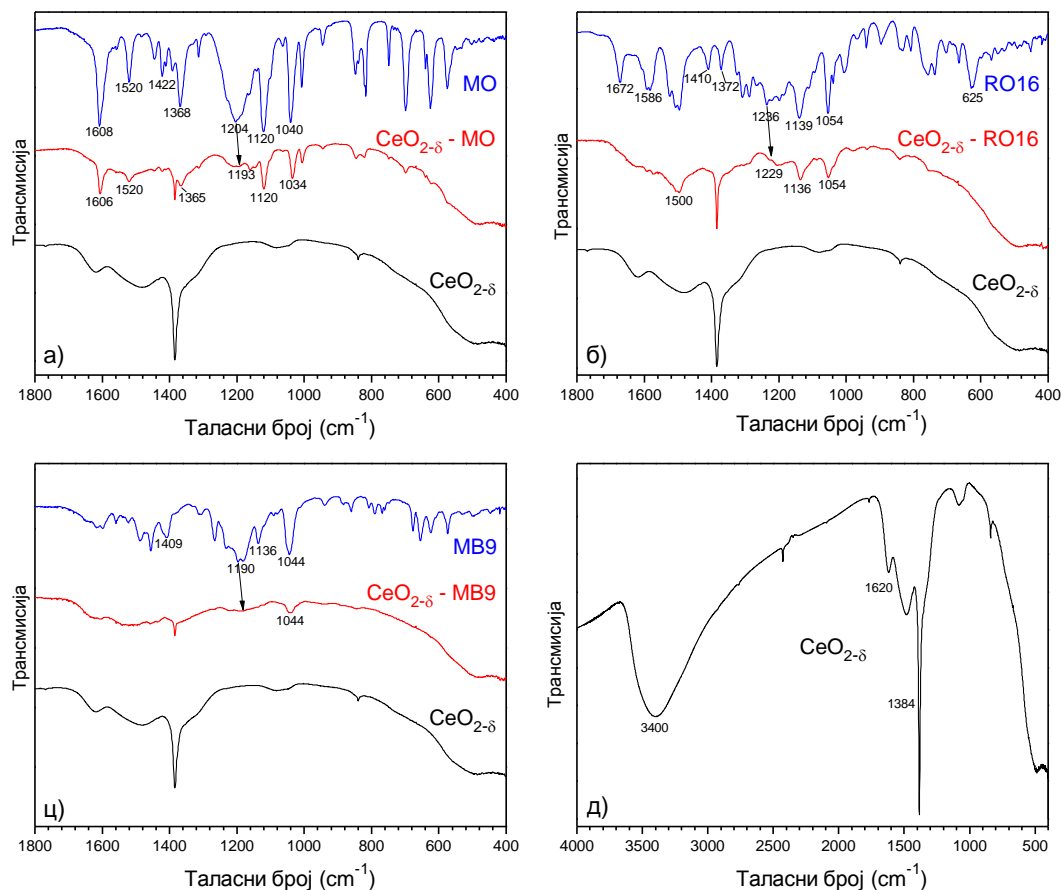 MO
1608
1520
1422
1368
1204
1120
1040
CeO2-δ - MO
1606
1520
1365
1193
1120
1034
CeO2-δ
а)
Трансмисија
1800 1600 1400 1200 1000 800 600 400
Таласни број (cm-1)
RO16
1672
1586
1410
1372
1236
1139
1054
625
CeO2-δ - RO16
1500
1229
1136
1054
CeO2-δ
б)
Трансмисија
1800 1600 1400 1200 1000 800 600 400
Таласни број (cm-1)
MB9
1409
1190
1136
1044
CeO2-δ - MB9
1044
CeO2-δ
ц)
Трансмисија
1800 1600 1400 1200 1000 800 600 400
Таласни број (cm-1)
3400
1620
1384
CeO2-δ
д)
Трансмисија
4000 3500 3000 2500 2000 1500 1000 500
Таласни број (cm-1)